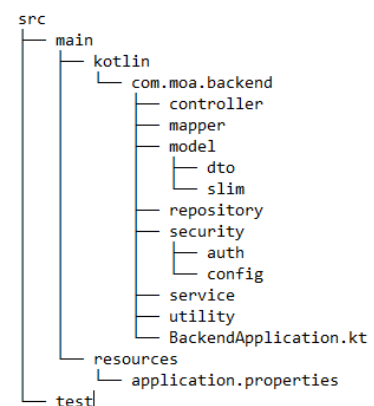 src
├── main
│   ├── kotlin
│   │   └── com.moa.backend
│   │       ├── controller
│   │       ├── mapper
│   │       ├── model
│   │       │   ├── dto
│   │       │   └── slim
│   │       ├── repository
│   │       ├── security
│   │       │   ├── auth
│   │       │   └── config
│   │       ├── service
│   │       ├── utility
│   │       └── BackendApplication.kt
│   └── resources
│       └── application.properties
└── test